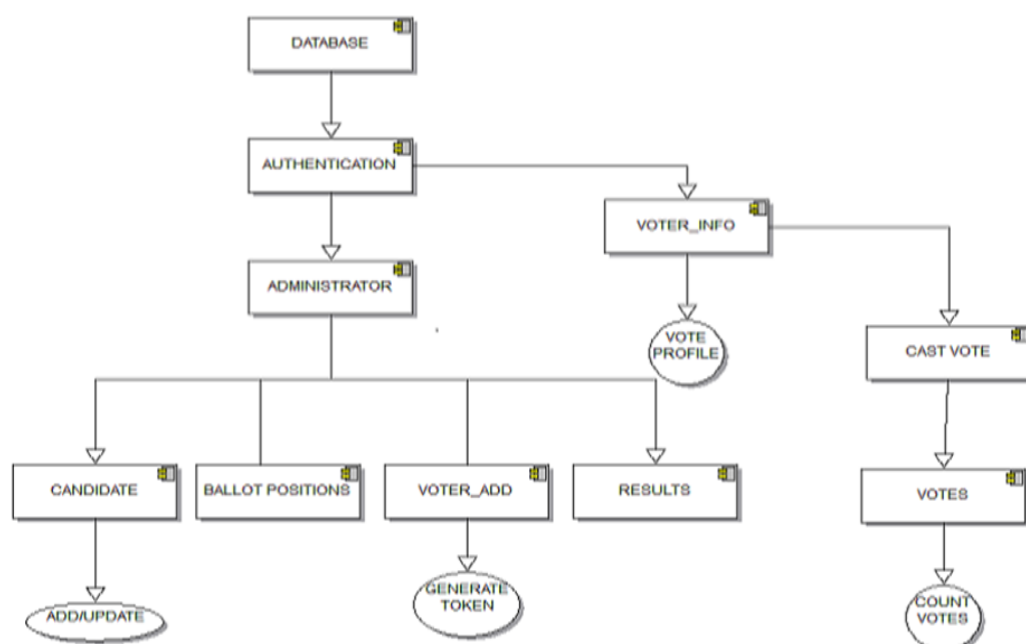 DATABASE
AUTHENTICATION
VOTER_INFO
ADMINISTRATOR
VOTE
PROFILE
CAST VOTE
CANDIDATE
BALLOT POSITIONS
VOTER_ADD
RESULTS
VOTES
ADD/UPDATE
GENERATE
TOKEN
COUNT
VOTES